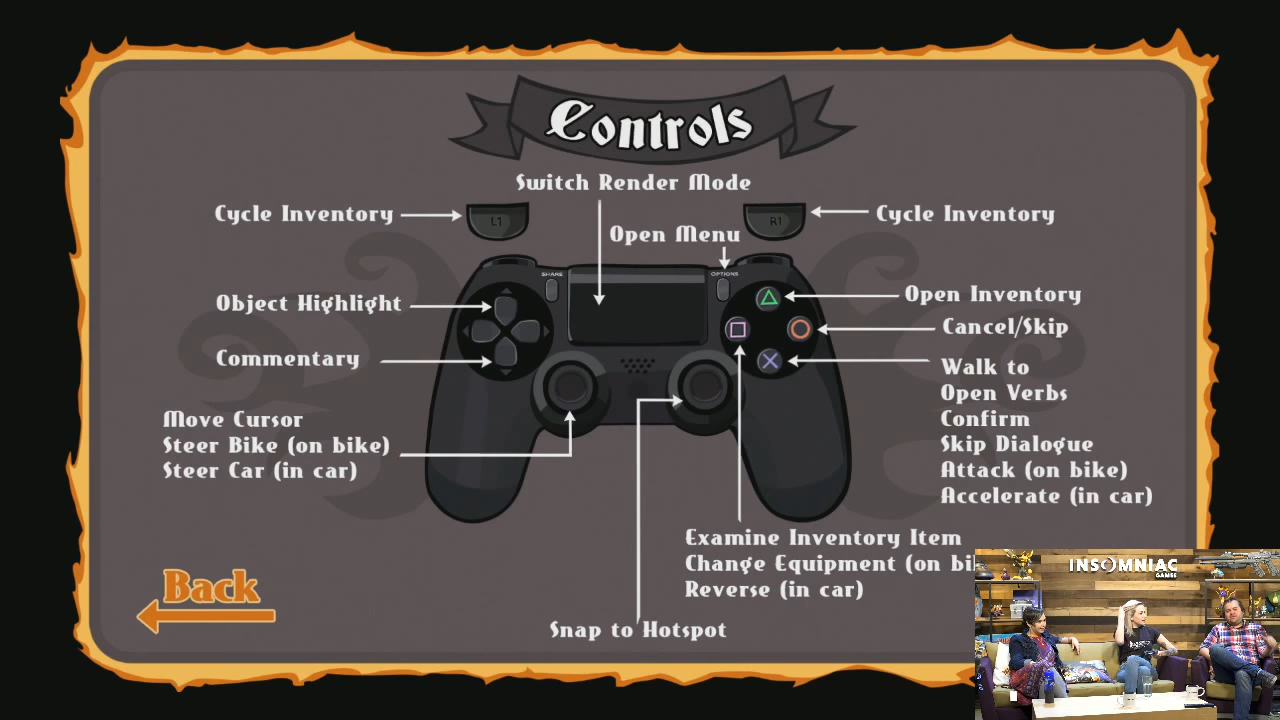 Controls
Switch Render Mode
Cycle Inventory
L1
R1
Cycle Inventory
Open Menu
SHARE
OPTIONS
Object Highlight
Open Inventory
Cancel/Skip
Commentary
Walk to
Open Verbs
Confirm
Skip Dialogue
Attack (on bike)
Accelerate (in car)
Move Cursor
Steer Bike (on bike)
Steer Car (in car)
Examine Inventory Item
Change Equipment (on bi
Reverse (in car)
Snap to Hotspot
Back
INSOMNIAC
GAMES